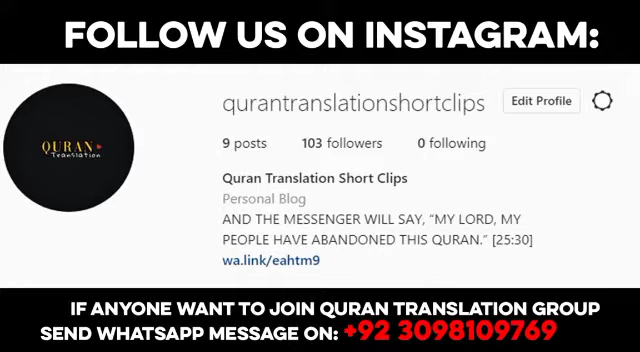 FOLLOW US ON INSTAGRAM:
qurantranslationshortclips Edit Profile
QURAN
Translation
9 posts 103 followers 0 following
Quran Translation Short Clips
Personal Blog
AND THE MESSENGER WILL SAY, “MY LORD, MY
PEOPLE HAVE ABANDONED THIS QURAN.” [25:30]
wa.link/eahtm9
IF ANYONE WANT TO JOIN QURAN TRANSLATION GROUP
SEND WHATSAPP MESSAGE ON: +92 3098109769